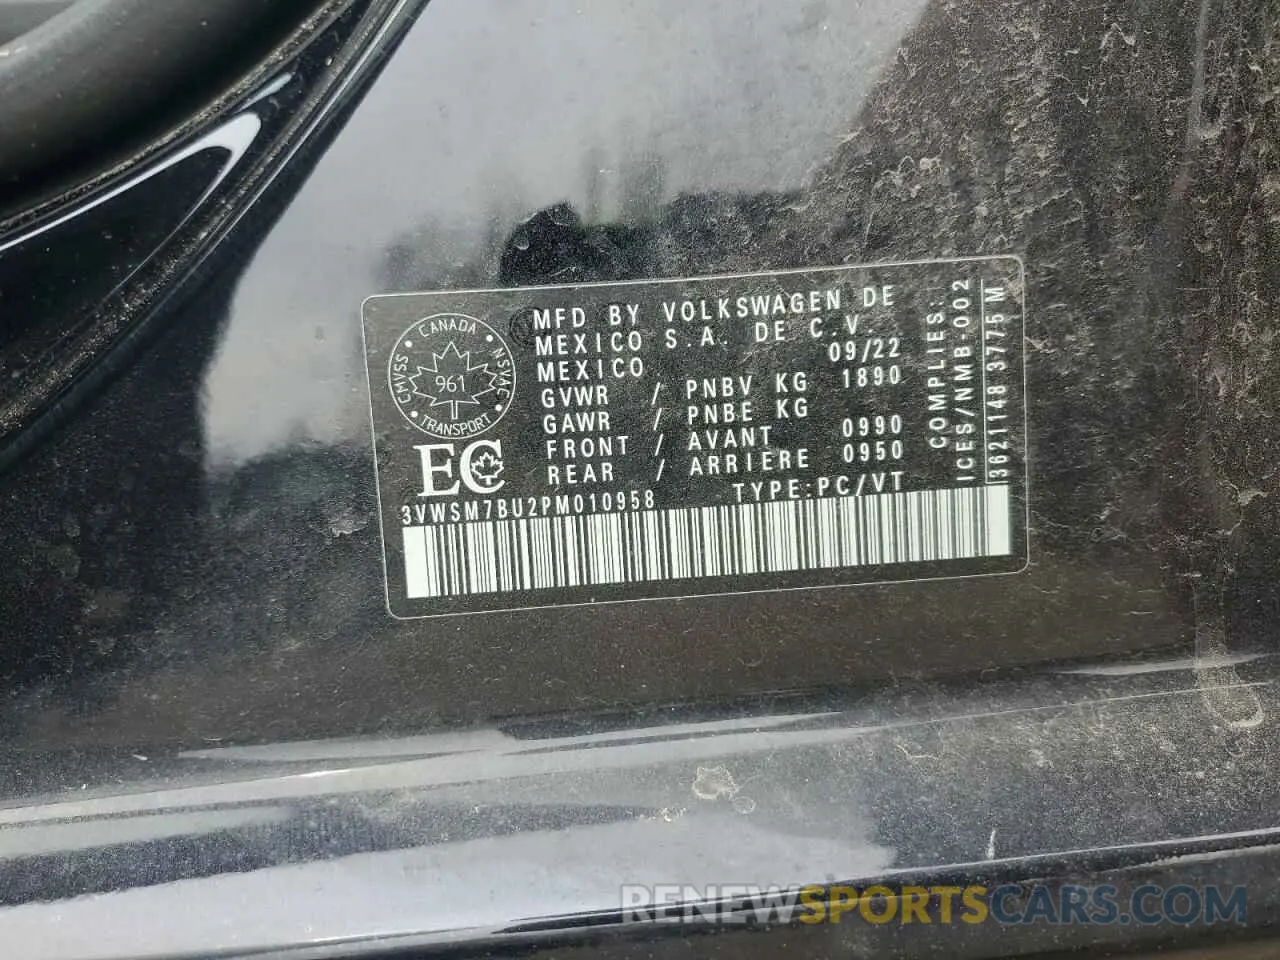 MFD BY VOLKSWAGEN DE
MEXICO S.A. DE C.V.
MEXICO 09/22
GVWR / PNBV KG 1890
GAWR / PNBE KG
FRONT / AVANT 0990
REAR / ARRIERE 0950
TYPE:PC/VT
3VWSM7BU2PM010958
CANADA
CMVSS
NSVAC
961
TRANSPORT
EC
COMPLIES:
ICES/NMB-002
3621148 3775 M
RENEWSPORTSCARS.COM